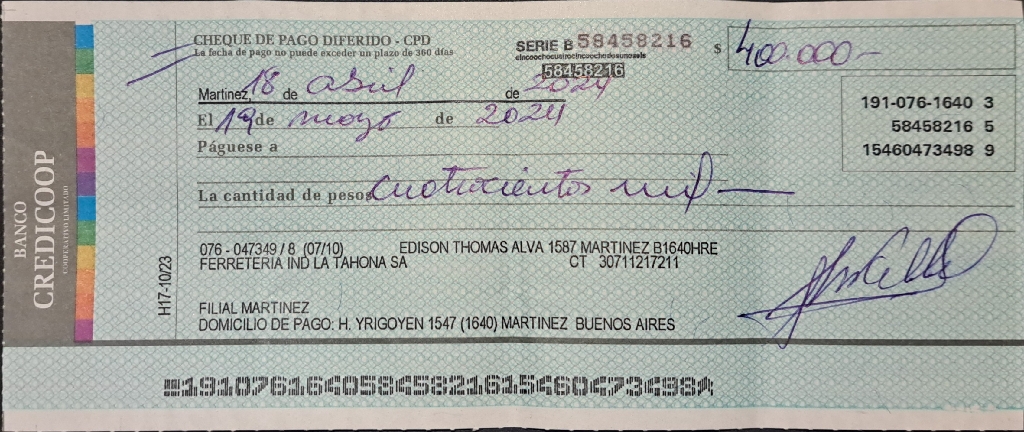 BANCO
CREDICOOP
COOPERATIVO LIMITADO
H17-10/23
CHEQUE DE PAGO DIFERIDO - CPD
La fecha de pago no puede exceder un plazo de 360 días
SERIE B 58458216
cincoochocuatrocincoochodosunoseis
58458216
$ 400.000-
Martinez, 18 de abril de 2024
El 19 de mayo de 2024
Páguese a
La cantidad de pesos cuatrocientos mil
191-076-1640 3
58458216 5
15460473498 9
076 - 047349 / 8 (07/10) EDISON THOMAS ALVA 1587 MARTINEZ B1640HRE
FERRETERIA IND LA TAHONA SA CT 30711217211
FILIAL MARTINEZ
DOMICILIO DE PAGO: H. YRIGOYEN 1547 (1640) MARTINEZ BUENOS AIRES
19107616405845821615460473498